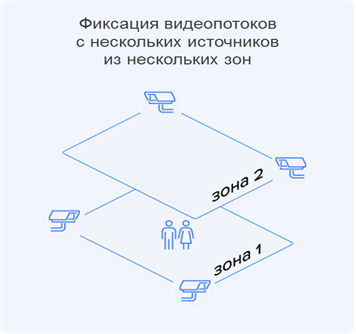 Фиксация видеопотоков
с нескольких источников
из нескольких зон
зона 2
зона 1